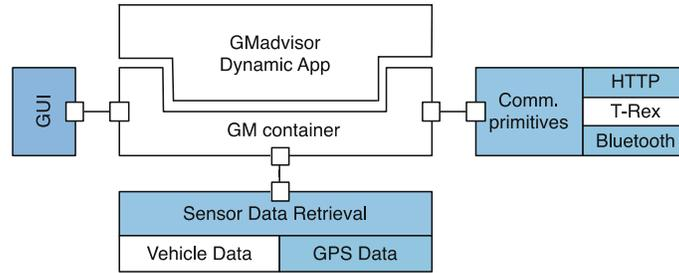 GMadvisor
Dynamic App
GUI
GM container
Comm.
primitives
HTTP
T-Rex
Bluetooth
Sensor Data Retrieval
Vehicle Data
GPS Data